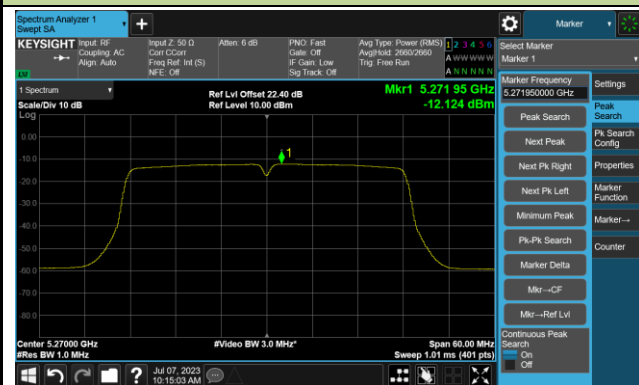 Spectrum Analyzer 1
Swept SA
Marker
KEYSIGHT
Input: RF
Coupling: AC
Align: Auto
Input Z: 50 Ω
Corr CCorr
Freq Ref: Int (S)
NFE: Off
Atten: 6 dB
PNO: Fast
Gate: Off
IF Gain: Low
Sig Track: Off
Avg Type: Power (RMS)
Avg|Hold: 2660/2660
Trig: Free Run
1 2 3 4 5 6
A W W W W W
A N N N N N
Select Marker
Marker 1
1 Spectrum
Scale/Div 10 dB
Log
Ref Lvl Offset 22.40 dB
Ref Level 10.00 dBm
Mkr1 5.271 95 GHz
-12.124 dBm
0.00
-10.0
-20.0
-30.0
-40.0
-50.0
-60.0
-70.0
-80.0
1
Center 5.27000 GHz
#Res BW 1.0 MHz
#Video BW 3.0 MHz*
Span 60.00 MHz
Sweep 1.01 ms (401 pts)
Marker Frequency
5.271950000 GHz
Peak Search
Next Peak
Next Pk Right
Next Pk Left
Minimum Peak
Pk-Pk Search
Marker Delta
Mkr→CF
Mkr→Ref Lvl
Continuous Peak
Search
On
Off
Settings
Peak
Search
Pk Search
Config
Properties
Marker
Function
Marker→
Counter
Jul 07, 2023
10:15:03 AM